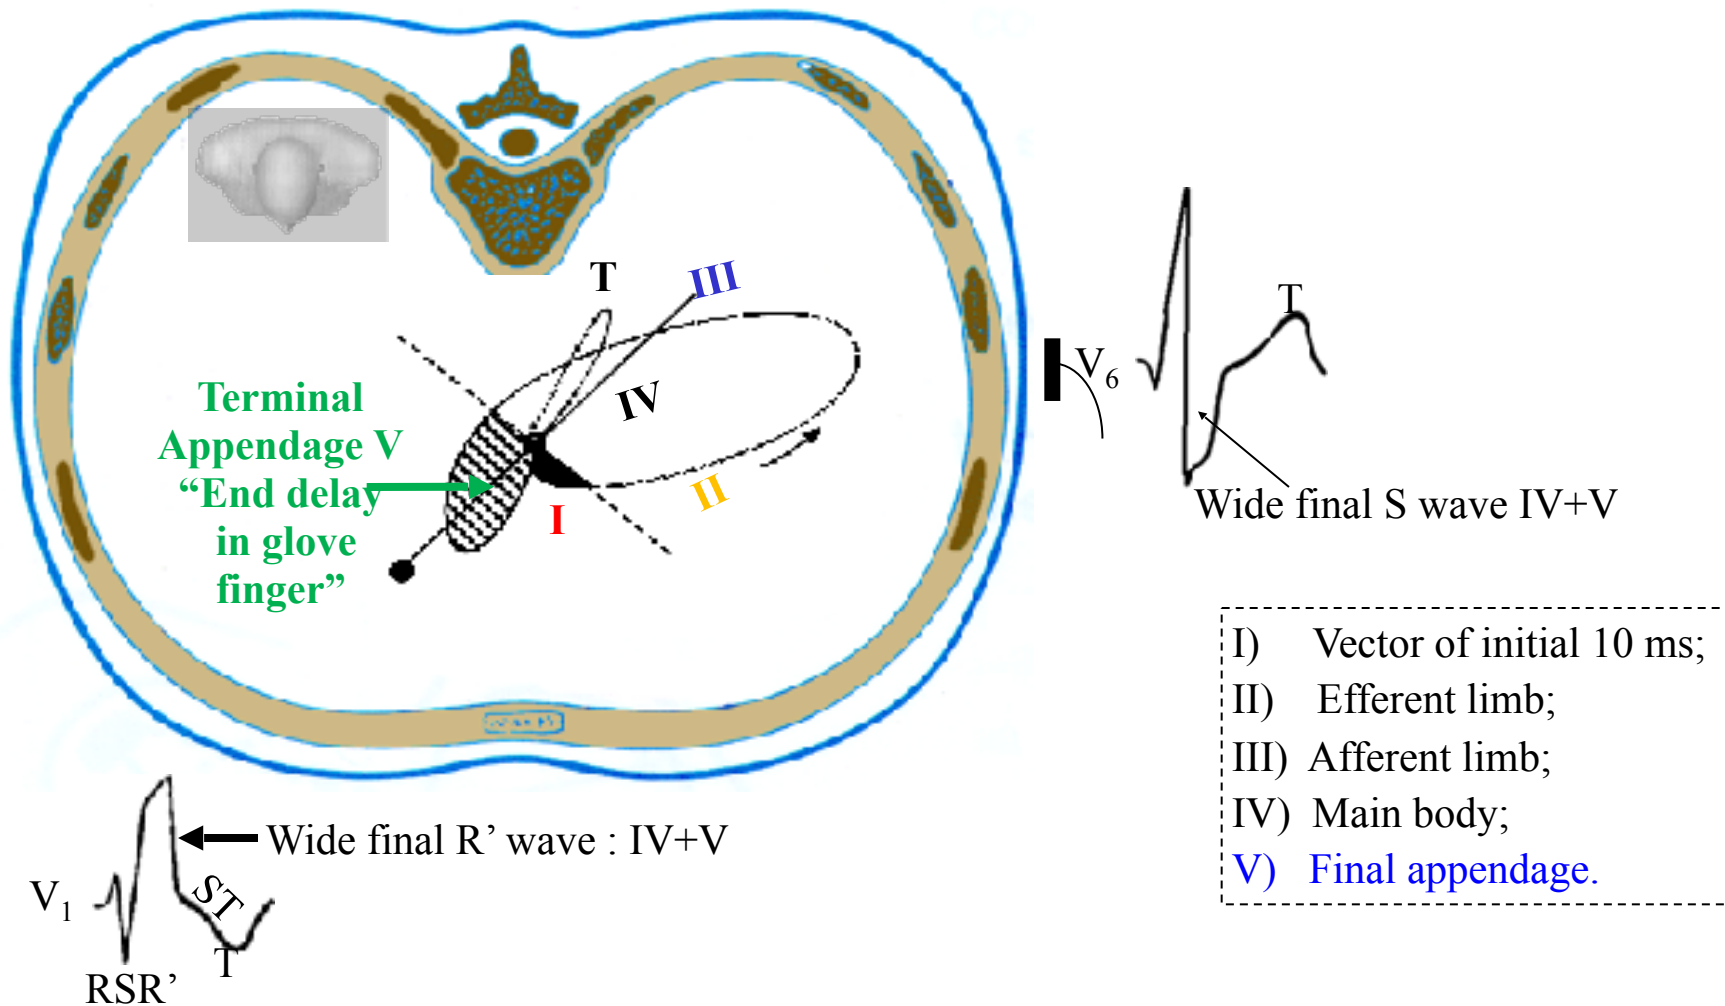 T
III
IV
II
I
Terminal
Appendage V
“End delay
in glove
finger”
V6
T
Wide final S wave IV+V
I) Vector of initial 10 ms;
II) Efferent limb;
III) Afferent limb;
IV) Main body;
V) Final appendage.
Wide final R’ wave : IV+V
V1
ST
T
RSR’